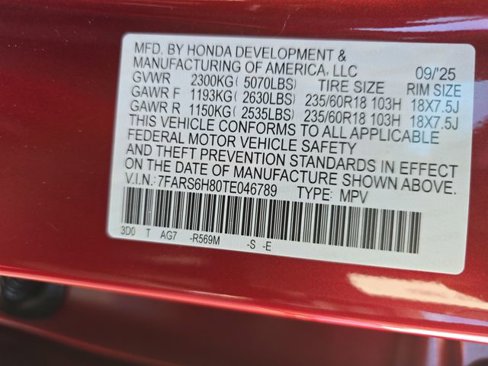 MFD. BY HONDA DEVELOPMENT &
MANUFACTURING OF AMERICA, LLC 09/'25
GVWR 2300KG (5070LBS) TIRE SIZE RIM SIZE
GAWR F 1193KG (2630LBS) 235/60R18 103H 18X7.5J
GAWR R 1150KG (2535LBS) 235/60R18 103H 18X7.5J
THIS VEHICLE CONFORMS TO ALL APPLICABLE
FEDERAL MOTOR VEHICLE SAFETY
AND THEFT PREVENTION STANDARDS IN EFFECT
ON THE DATE OF MANUFACTURE SHOWN ABOVE.
V.I.N.: 7FARS6H80TE046789 TYPE: MPV
3D0 T AG7 -R569M -S -E